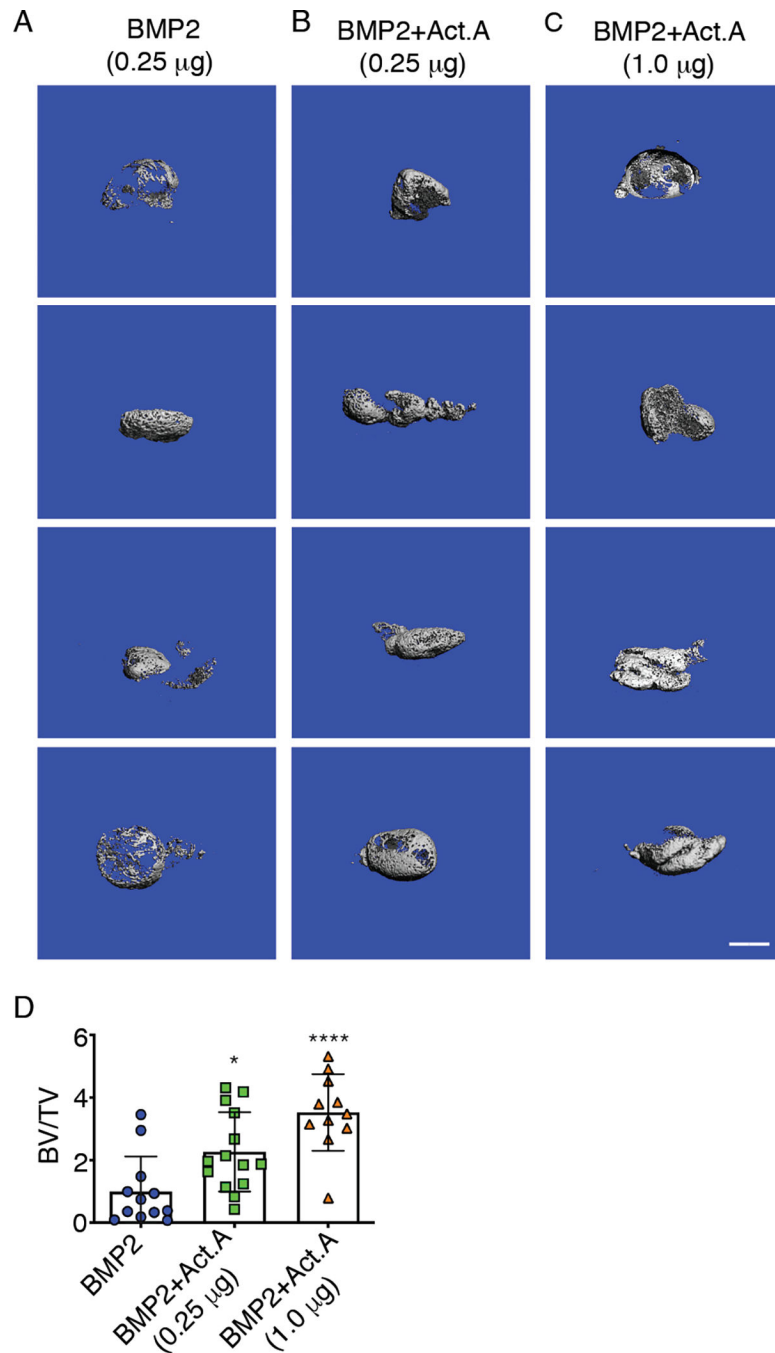 A
BMP2
(0.25 μg)
B
BMP2+Act.A
(0.25 μg)
C
BMP2+Act.A
(1.0 μg)
D
BV/TV
6
4
2
0
*
****
BMP2
BMP2+Act.A
(0.25 μg)
BMP2+Act.A
(1.0 μg)